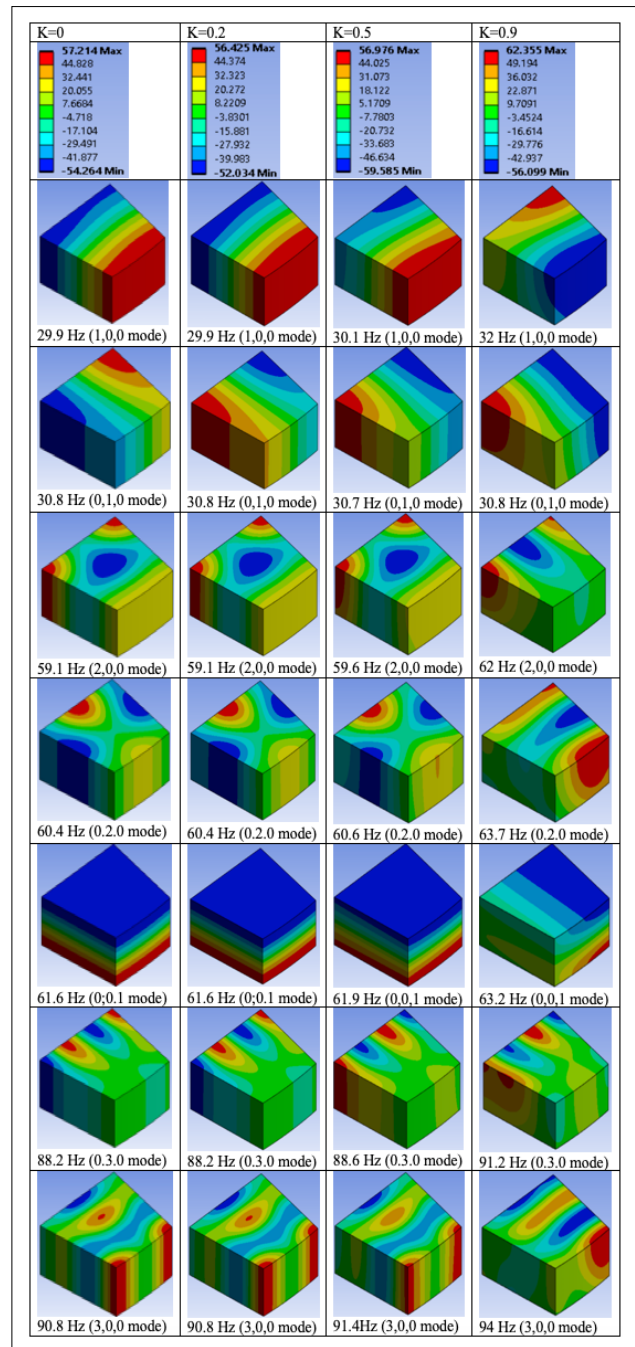 K=0 K=0.2 K=0.5 K=0.9
57.214 Max
44.828
32.441
20.055
7.6684
-4.718
-17.104
-29.491
-41.877
-54.264 Min
56.425 Max
44.374
32.323
20.272
8.2209
-3.8301
-15.881
-27.932
-39.983
-52.034 Min
56.976 Max
44.025
31.073
18.122
5.1709
-7.7803
-20.732
-33.683
-46.634
-59.585 Min
62.355 Max
49.194
36.032
22.871
9.7091
-3.4524
-16.614
-29.776
-42.937
-56.099 Min
29.9 Hz (1,0,0 mode) 29.9 Hz (1,0,0 mode) 30.1 Hz (1,0,0 mode) 32 Hz (1,0,0 mode)
30.8 Hz (0,1,0 mode) 30.8 Hz (0,1,0 mode) 30.7 Hz (0,1,0 mode) 30.8 Hz (0,1,0 mode)
59.1 Hz (2,0,0 mode) 59.1 Hz (2,0,0 mode) 59.6 Hz (2,0,0 mode) 62 Hz (2,0,0 mode)
60.4 Hz (0.2.0 mode) 60.4 Hz (0.2.0 mode) 60.6 Hz (0.2.0 mode) 63.7 Hz (0.2.0 mode)
61.6 Hz (0;0.1 mode) 61.6 Hz (0;0.1 mode) 61.9 Hz (0,0,1 mode) 63.2 Hz (0,0,1 mode)
88.2 Hz (0.3.0 mode) 88.2 Hz (0.3.0 mode) 88.6 Hz (0.3.0 mode) 91.2 Hz (0.3.0 mode)
90.8 Hz (3,0,0 mode) 90.8 Hz (3,0,0 mode) 91.4Hz (3,0,0 mode) 94 Hz (3,0,0 mode)